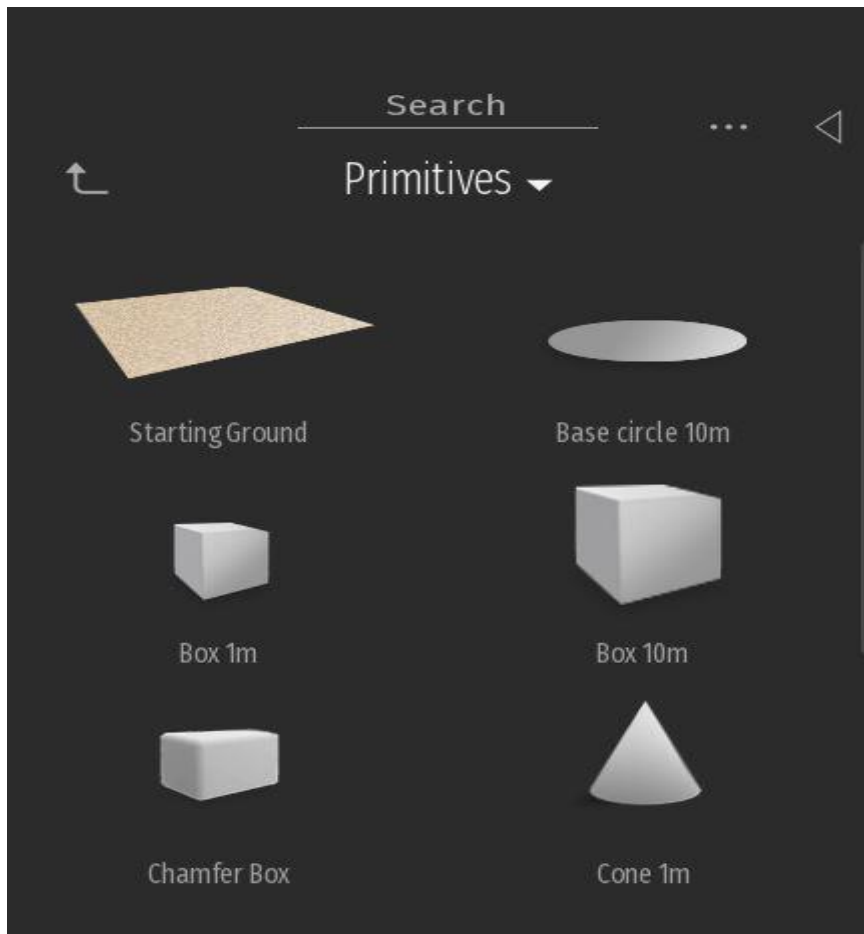 Search
...
Primitives
Starting Ground
Base circle 10m
Box 1m
Box 10m
Chamfer Box
Cone 1m